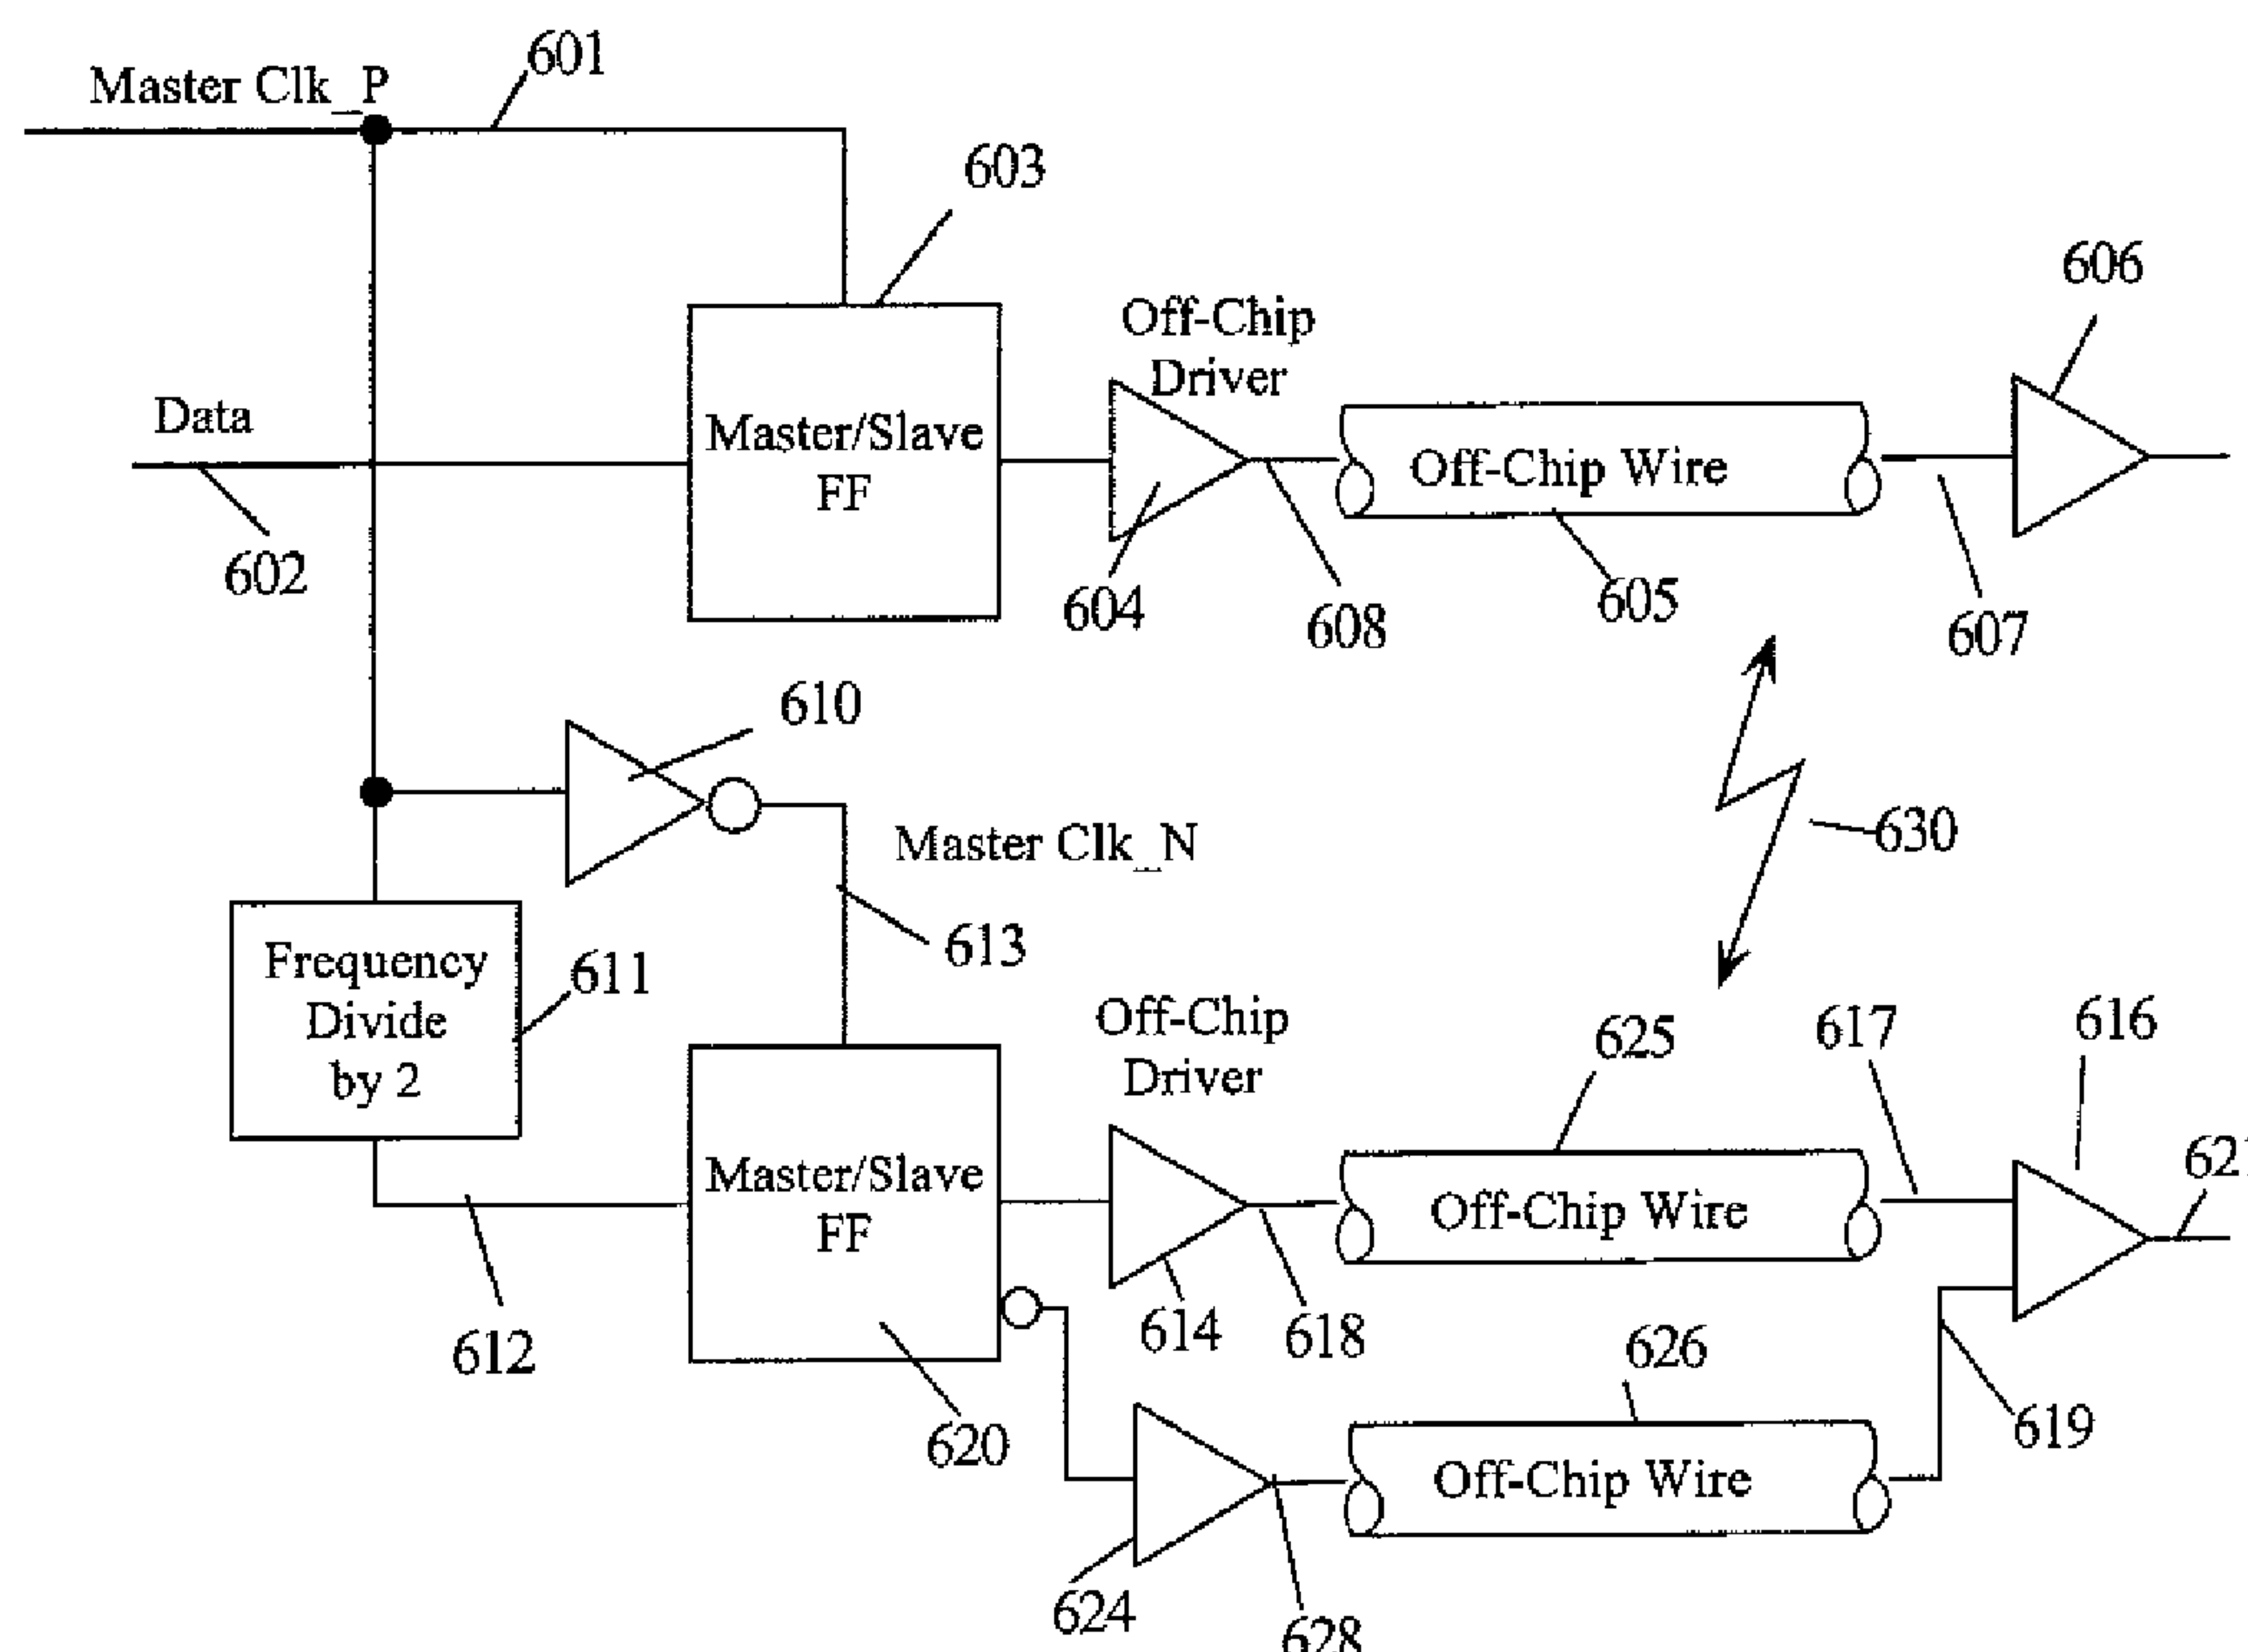 601
Master Clk_P
603
606
Off-Chip
Driver
Data
Master/Slave
FF
Off-Chip Wire
602
604
608
605
607
610
630
Master Clk_N
613
Frequency
Divide
by 2
611
Off-Chip
Driver
625
617
616
621
Master/Slave
FF
Off-Chip Wire
612
614
618
626
620
Off-Chip Wire
619
624
628